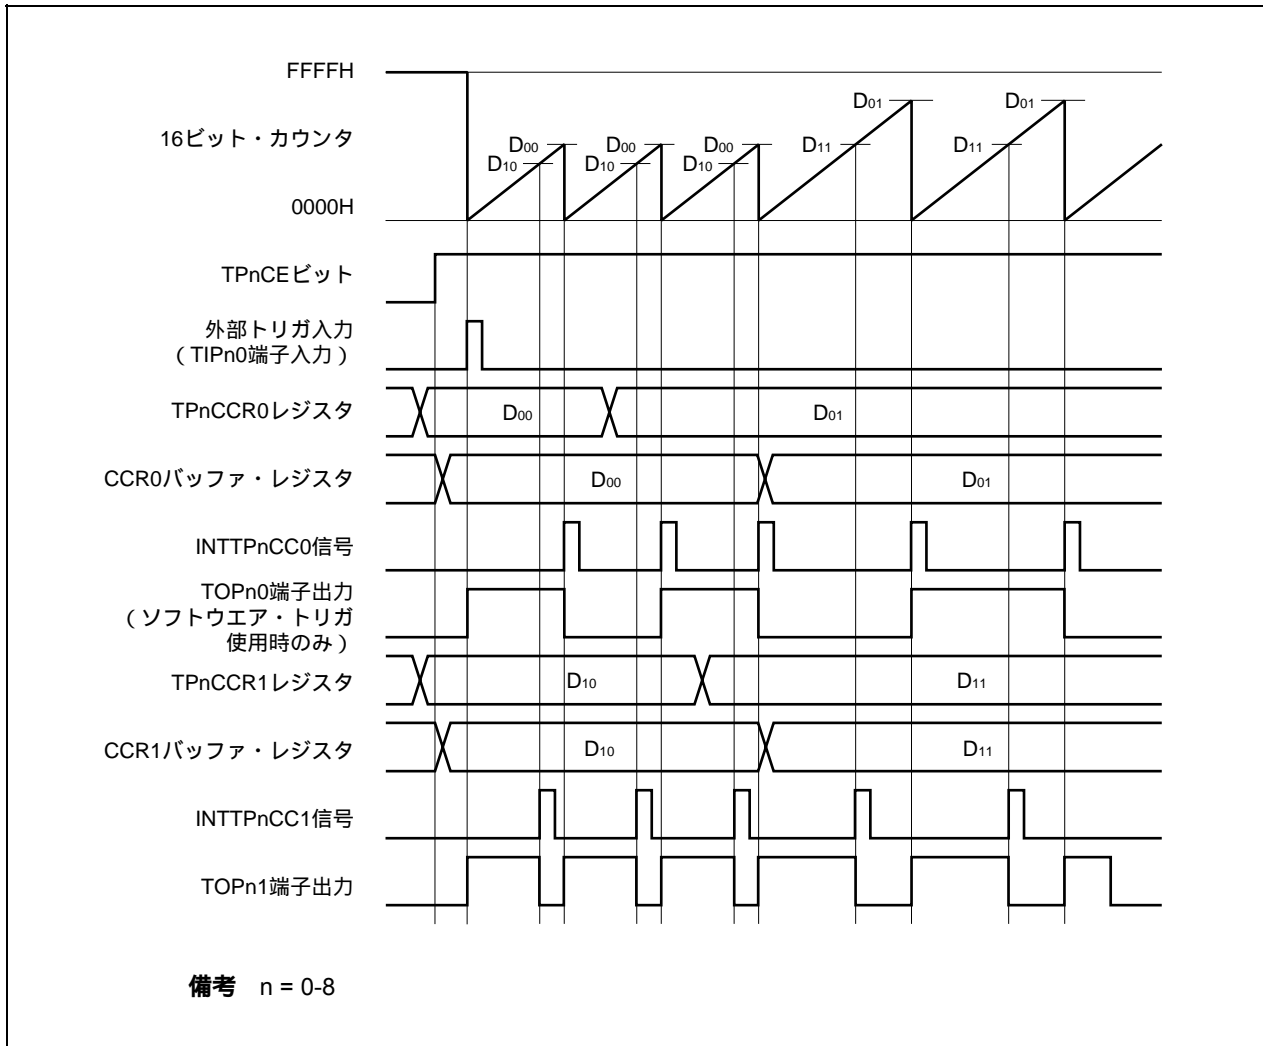 FFFFH
D01 D01
16ビット・カウンタ
D00 D00 D00 D11 D11
D10 D10 D10
0000H
TPnCEビット
外部トリガ入力
（TIPn0端子入力）
TPnCCR0レジスタ D00 D01
CCR0バッファ・レジスタ D00 D01
INTTPnCC0信号
TOPn0端子出力
（ソフトウエア・トリガ
使用時のみ）
TPnCCR1レジスタ D10 D11
CCR1バッファ・レジスタ D10 D11
INTTPnCC1信号
TOPn1端子出力
備考 n = 0-8